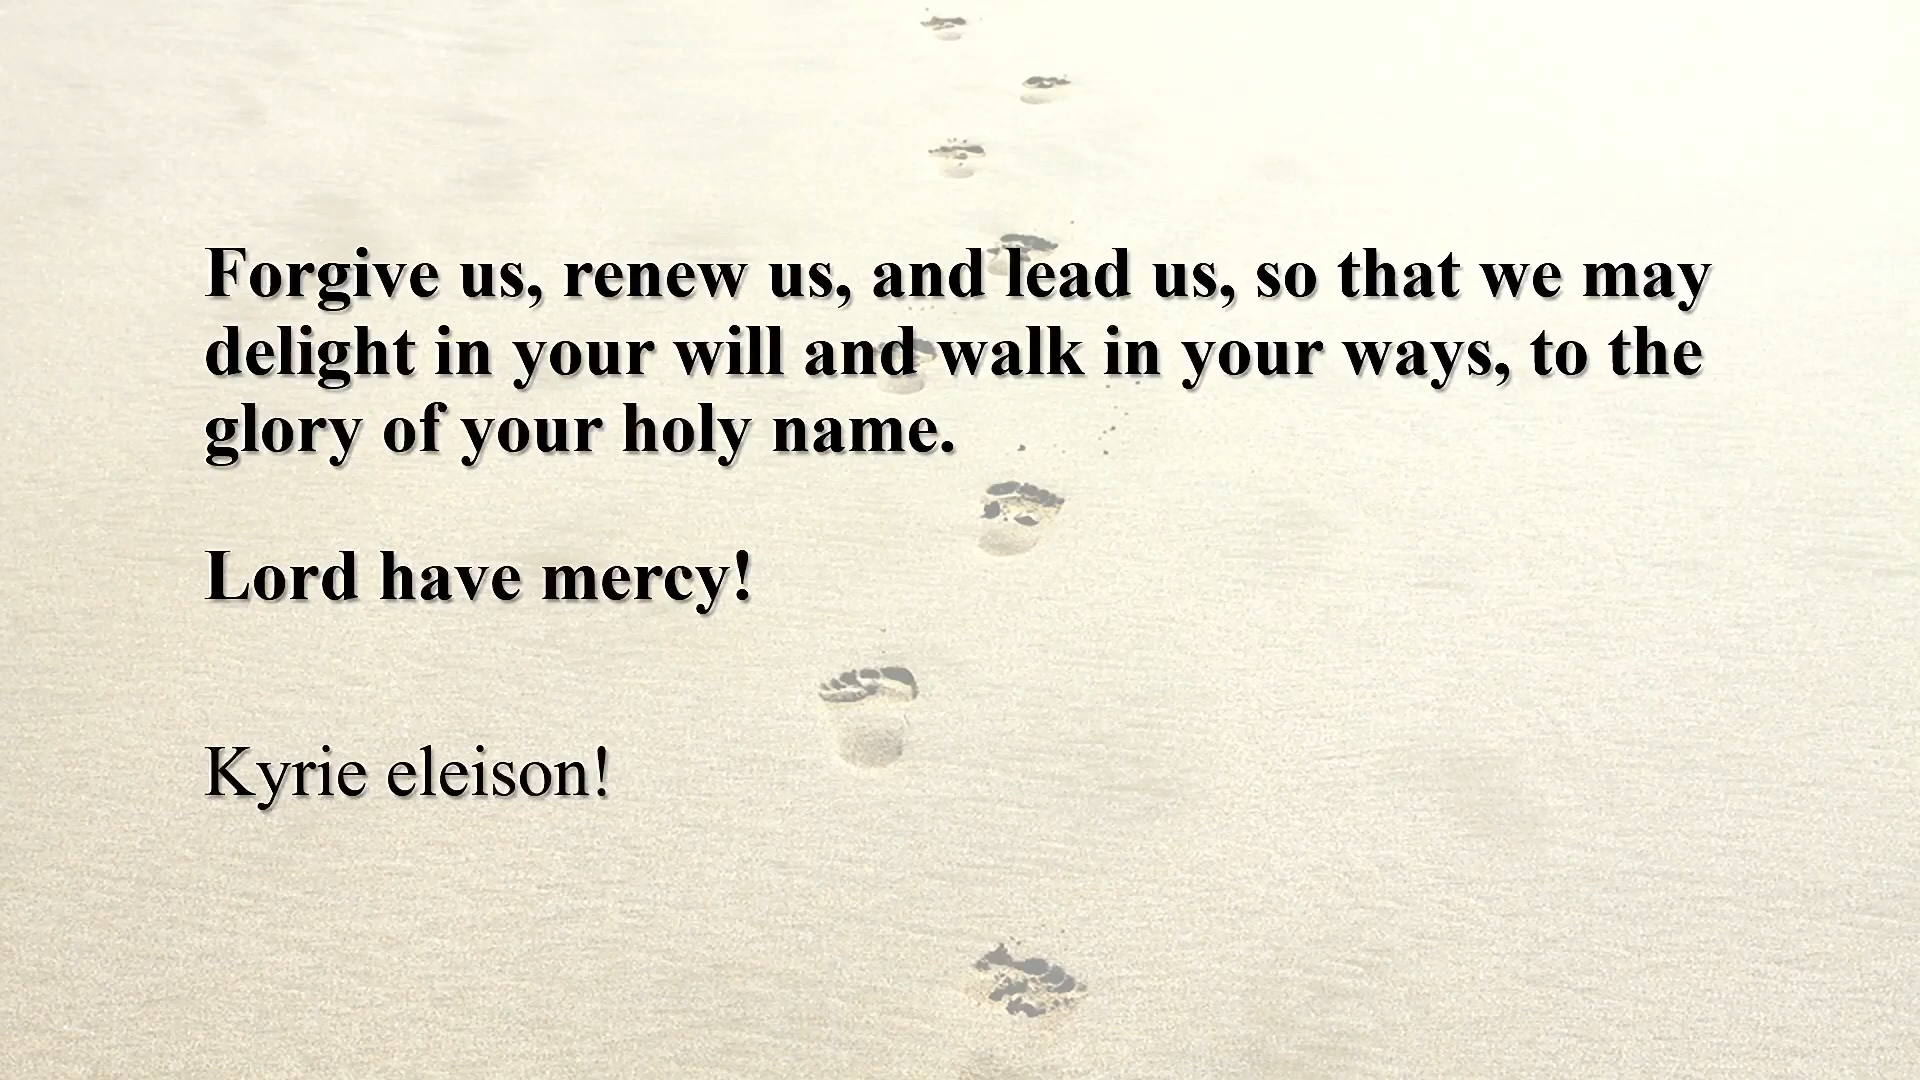 Forgive us, renew us, and lead us, so that we may
delight in your will and walk in your ways, to the
glory of your holy name.
Lord have mercy!
Kyrie eleison!